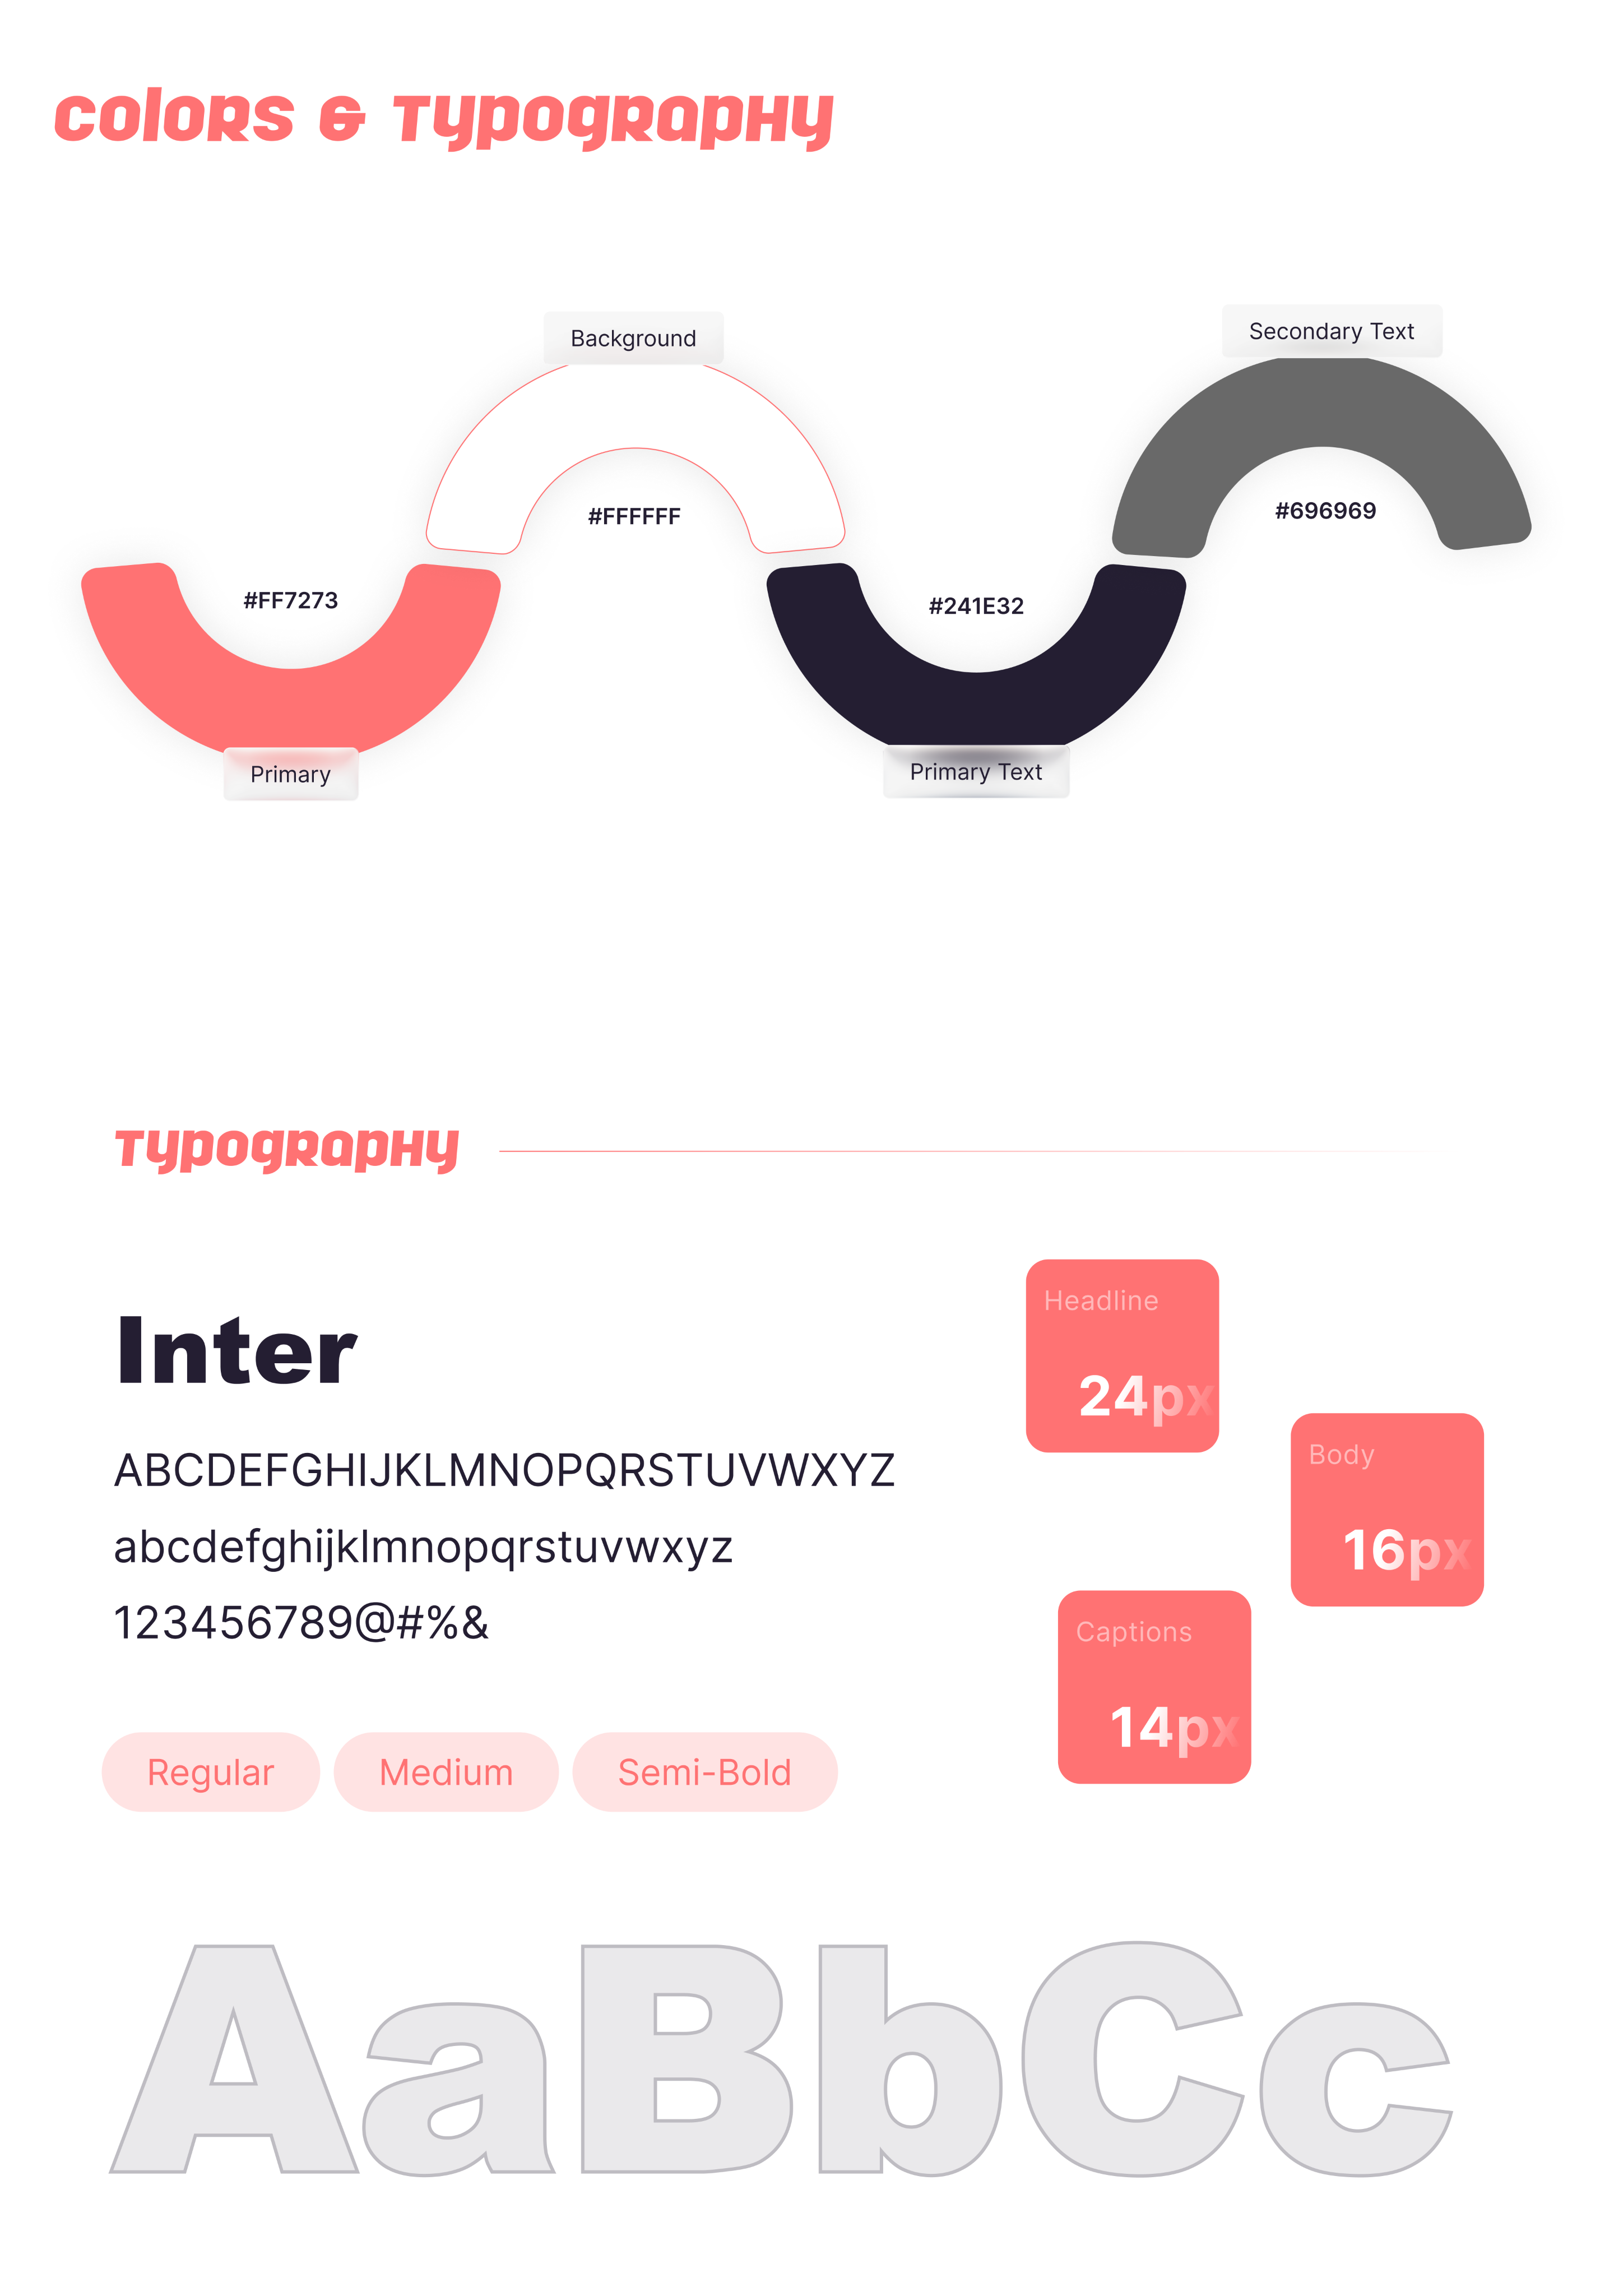 Colors & Typography
Background
Secondary Text
#FFFFFF
#696969
#FF7273
#241E32
Primary
Primary Text
Typography
Inter
ABCDEFGHIJKLMNOPQRSTUVWXYZ
abcdefghijklmnopqrstuvwxyz
123456789@#%&
Regular
Medium
Semi-Bold
Headline
24px
Body
16px
Captions
14px
AaBbCc